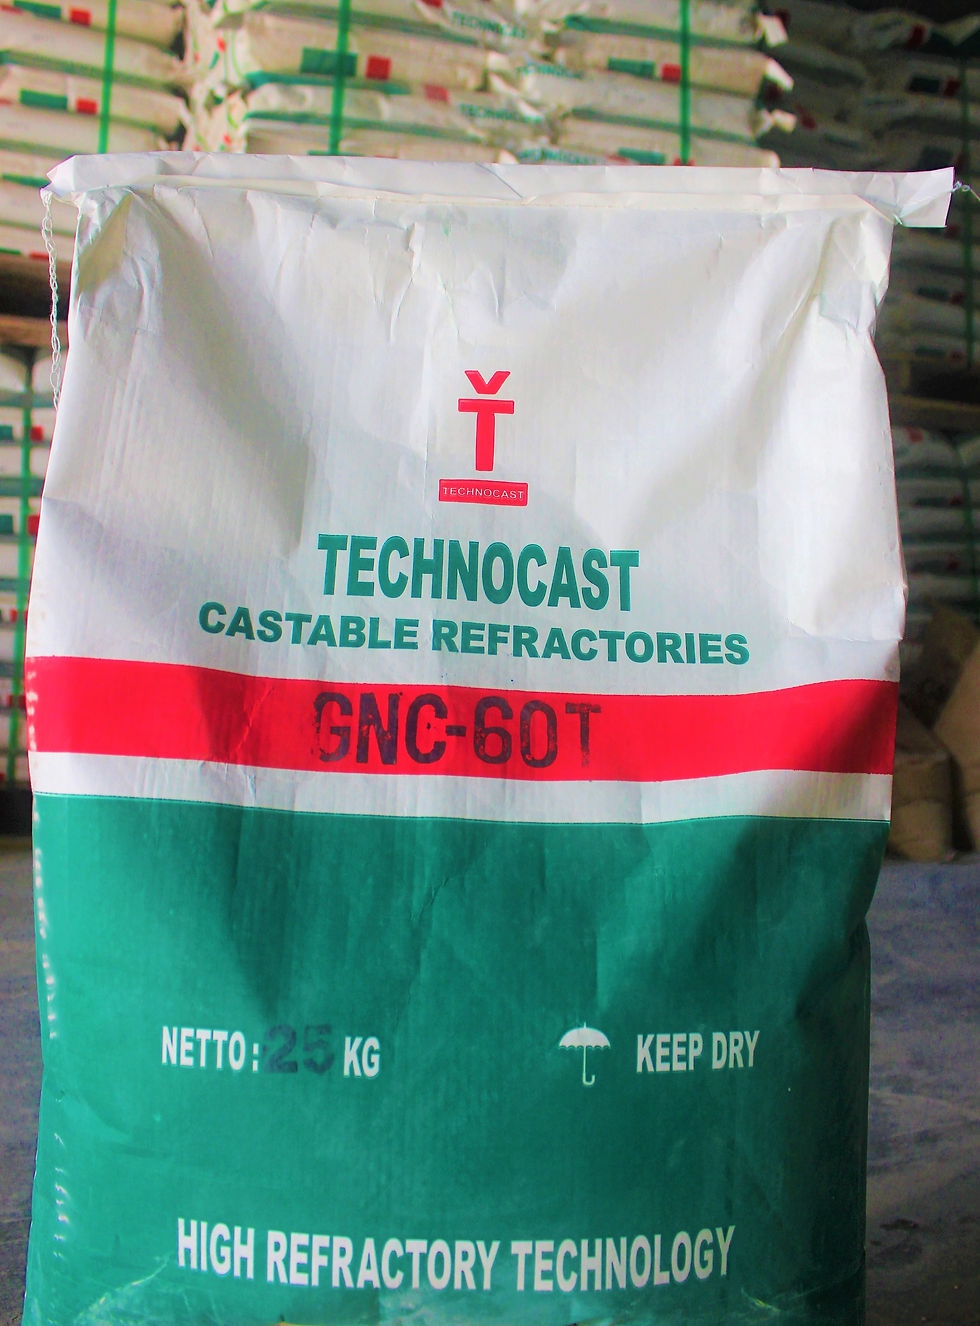 TECHNOCAST
TECHNOCAST
CASTABLE REFRACTORIES
GNC-60T
NETTO : 25 KG
KEEP DRY
HIGH REFRACTORY TECHNOLOGY